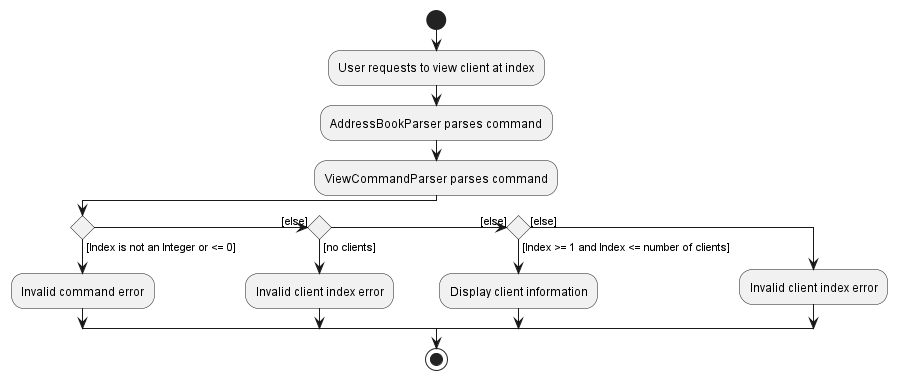 User requests to view client at index
AddressBookParser parses command
ViewCommandParser parses command
[else]
[else]
[else]
[Index is not an Integer or <= 0]
[no clients]
[Index >= 1 and Index <= number of clients]
Invalid command error
Invalid client index error
Display client information
Invalid client index error